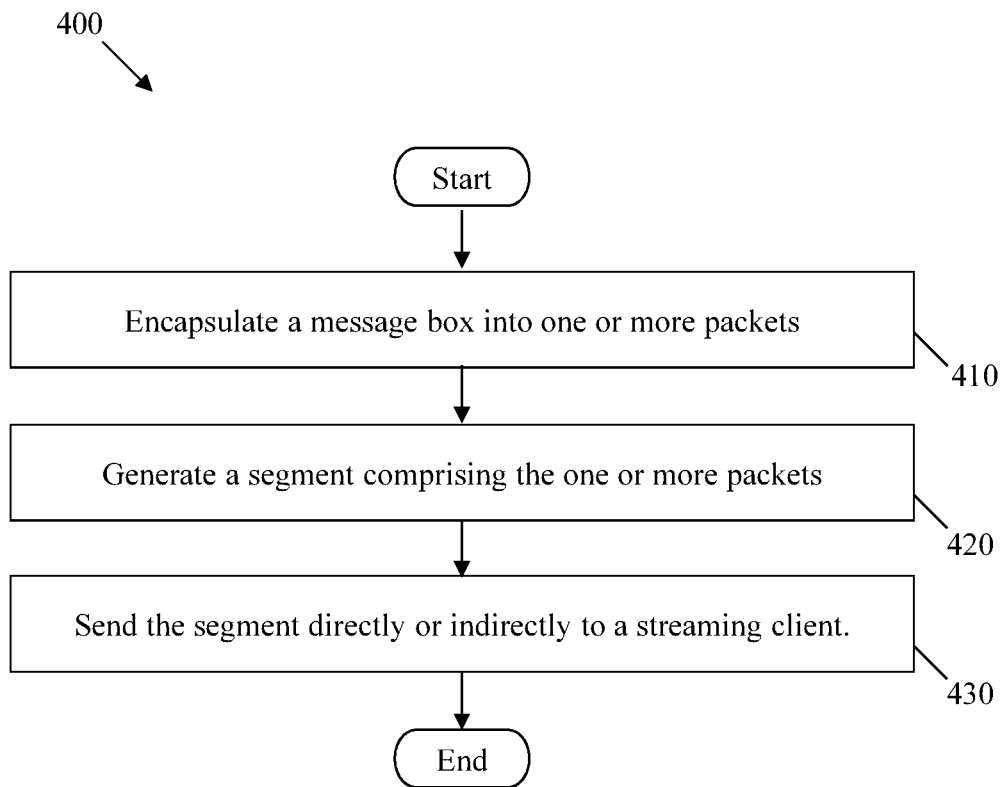 400
Start
Encapsulate a message box into one or more packets
410
Generate a segment comprising the one or more packets
420
Send the segment directly or indirectly to a streaming client.
430
End